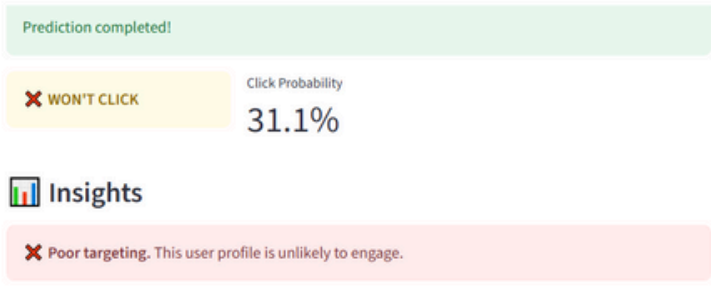 Prediction completed!
❌ WON'T CLICK
Click Probability
31.1%
📊 Insights
❌ Poor targeting. This user profile is unlikely to engage.